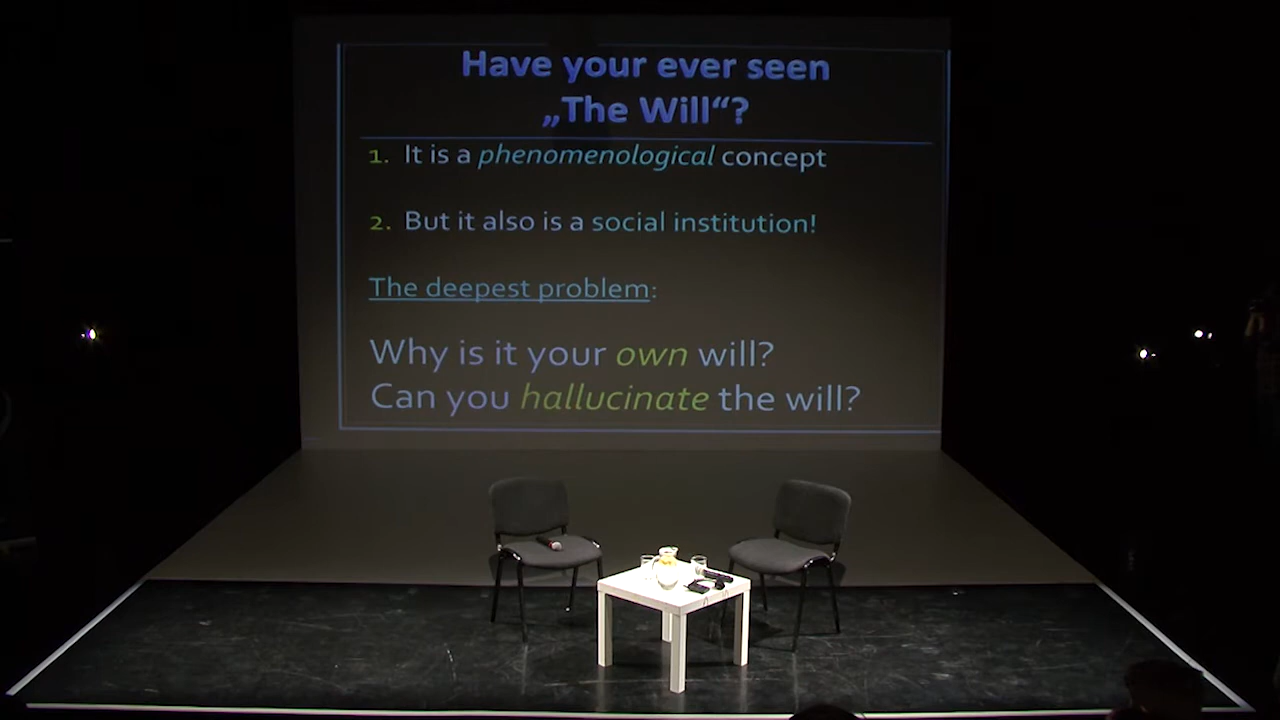 Have your ever seen
„The Will“?
1. It is a phenomenological concept
2. But it also is a social institution!
The deepest problem:
Why is it your own will?
Can you hallucinate the will?